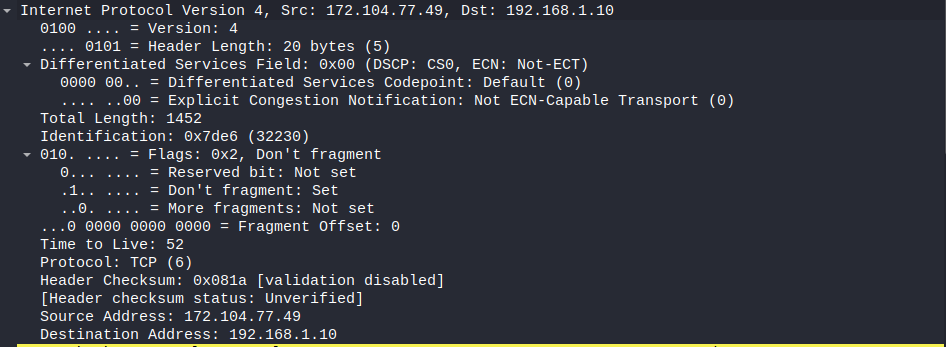 Internet Protocol Version 4, Src: 172.104.77.49, Dst: 192.168.1.10
0100 .... = Version: 4
.... 0101 = Header Length: 20 bytes (5)
Differentiated Services Field: 0x00 (DSCP: CS0, ECN: Not-ECT)
0000 00.. = Differentiated Services Codepoint: Default (0)
.... ..00 = Explicit Congestion Notification: Not ECN-Capable Transport (0)
Total Length: 1452
Identification: 0x7de6 (32230)
010. .... = Flags: 0x2, Don't fragment
0... .... = Reserved bit: Not set
.1.. .... = Don't fragment: Set
..0. .... = More fragments: Not set
...0 0000 0000 0000 = Fragment Offset: 0
Time to Live: 52
Protocol: TCP (6)
Header Checksum: 0x081a [validation disabled]
[Header checksum status: Unverified]
Source Address: 172.104.77.49
Destination Address: 192.168.1.10